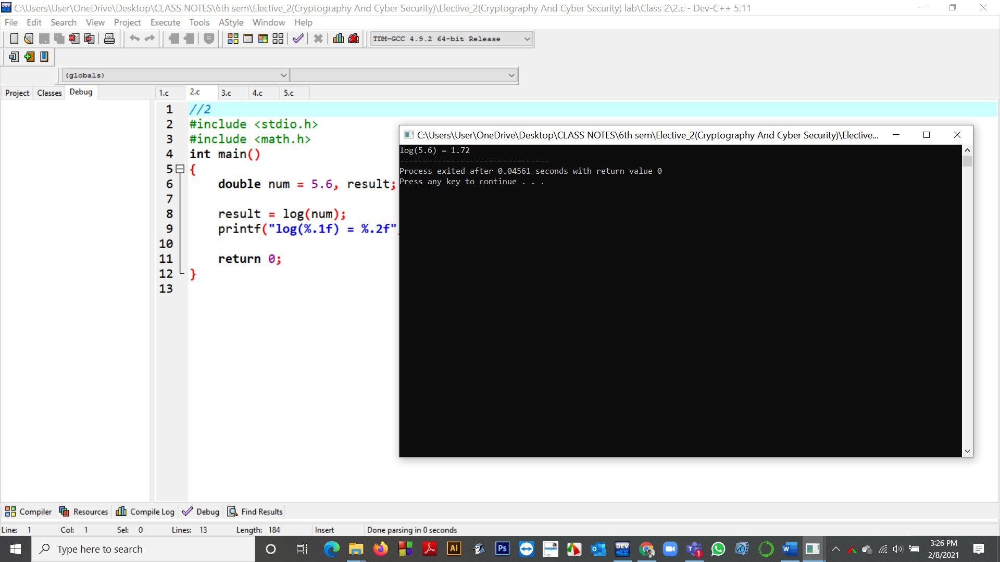 C:\Users\User\OneDrive\Desktop\CLASS NOTES\6th sem\Elective_2(Cryptography And Cyber Security)\Elective_2(Cryptography And Cyber Security) lab\Class 2\2.c - Dev-C++ 5.11
File Edit Search View Project Execute Tools AStyle Window Help
TDM-GCC 4.9.2 64-bit Release
(globals)
Project Classes Debug
1.c 2.c 3.c 4.c 5.c
1 //2
2 #include <stdio.h>
3 #include <math.h>
4 int main()
5 {
6 double num = 5.6, result;
7
8 result = log(num);
9 printf("log(%.1f) = %.2f"
10
11 return 0;
12 }
13
C:\Users\User\OneDrive\Desktop\CLASS NOTES\6th sem\Elective_2(Cryptography And Cyber Security)\Elective...
log(5.6) = 1.72
--------------------------------
Process exited after 0.04561 seconds with return value 0
Press any key to continue . . .
Compiler Resources Compile Log Debug Find Results
Line: 1 Col: 1 Sel: 0 Lines: 13 Length: 184 Insert Done parsing in 0 seconds
Type here to search
Ai
Ps
DEV
1
3:26 PM
2/8/2021